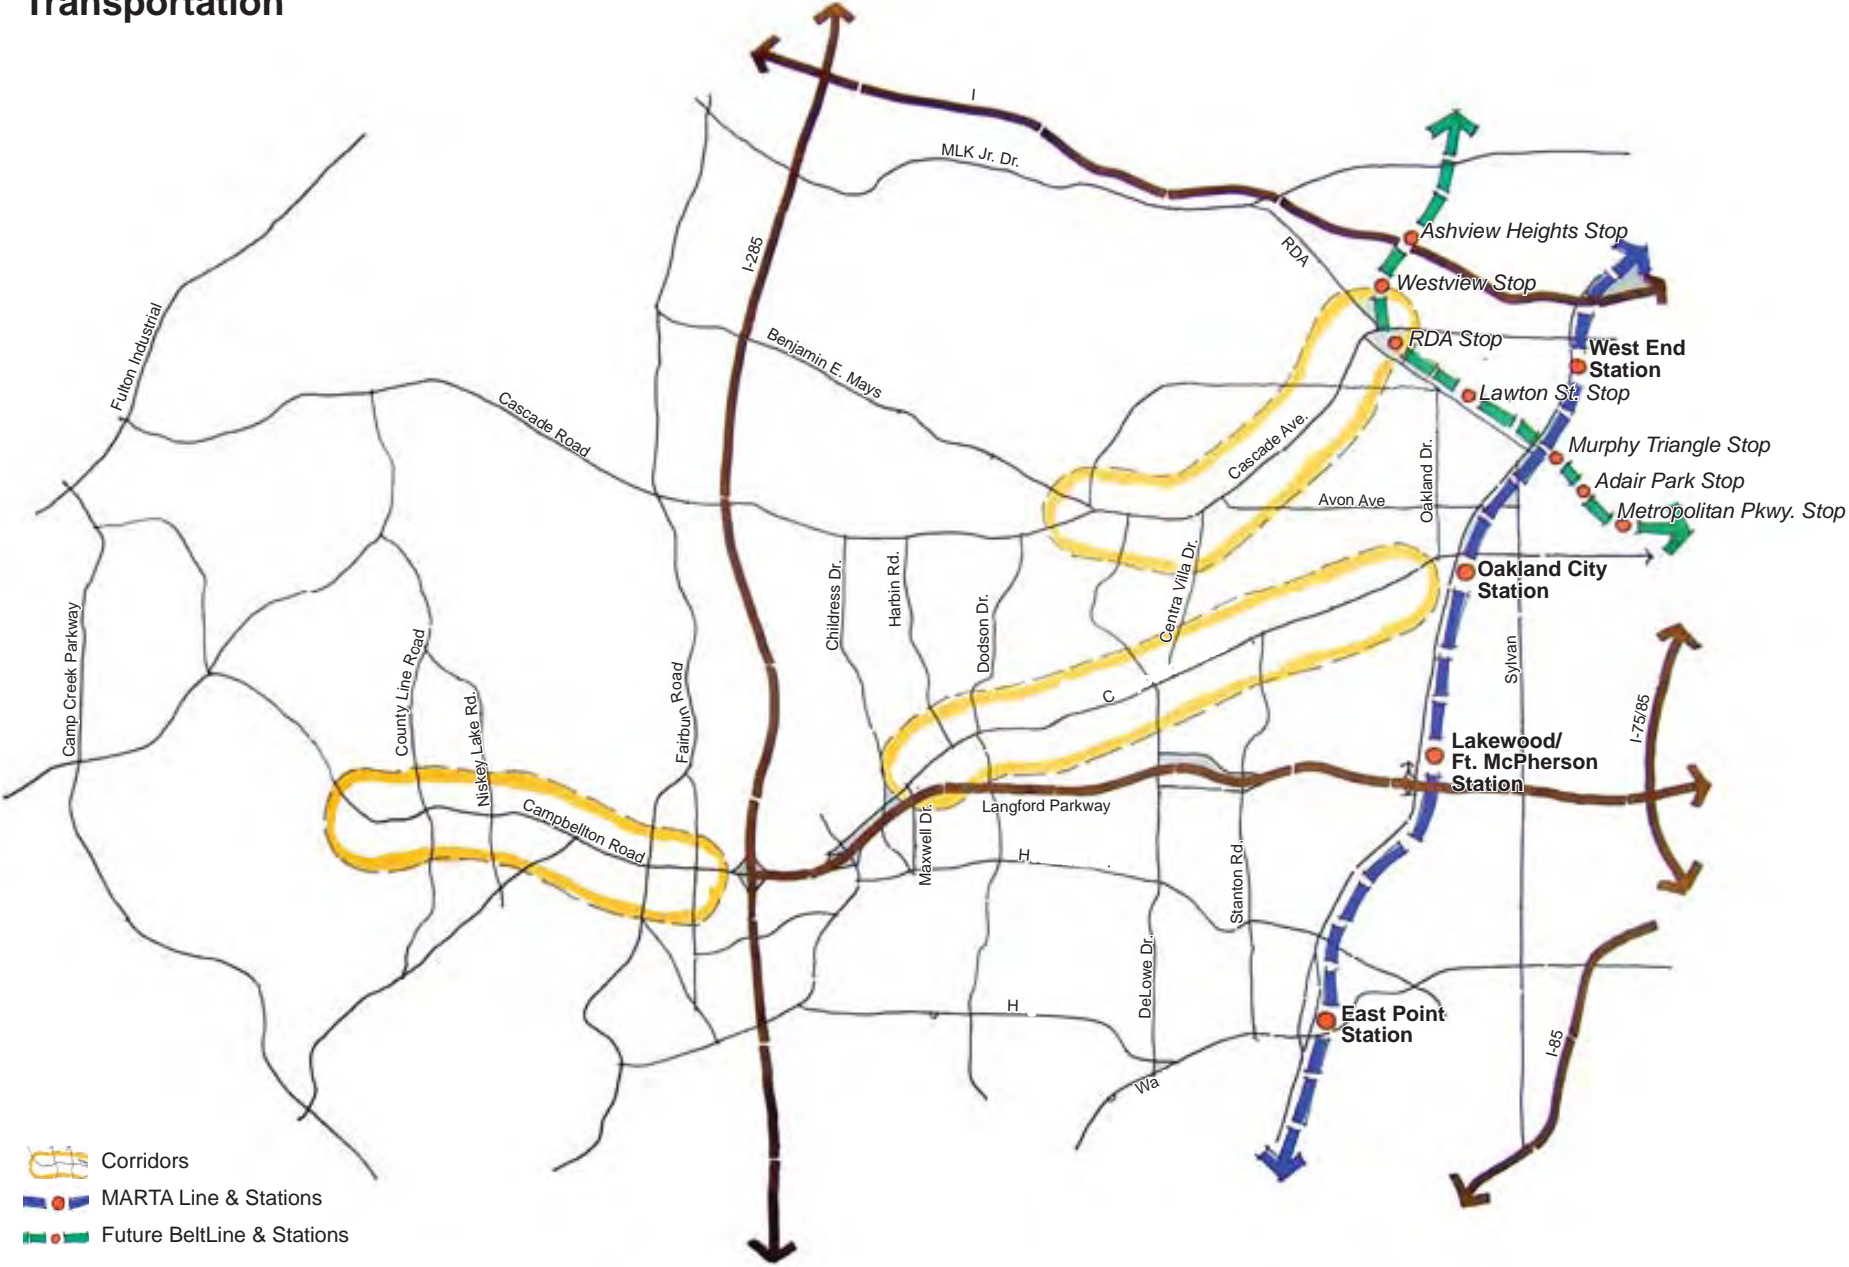 Transportation
I
MLK Jr. Dr.
I-285
RDA
Ashview Heights Stop
Westview Stop
RDA Stop
West End
Station
Lawton St. Stop
Murphy Triangle Stop
Adair Park Stop
Metropolitan Pkwy. Stop
Fulton Industrial
Benjamin E. Mays
Cascade Road
Cascade Ave.
Avon Ave
Oakland Dr.
Oakland City
Station
Childress Dr.
Harbin Rd.
Dodson Dr.
Centra Villa Dr.
Camp Creek Parkway
County Line Road
Niskey Lake Rd.
Fairburn Road
C
Sylvan
I-75/85
Lakewood/
Ft. McPherson
Station
Langford Parkway
Campbellton Road
Maxwell Dr.
H
Stanton Rd.
DeLowe Dr.
H
East Point
Station
I-85
Wa
Corridors
MARTA Line & Stations
Future BeltLine & Stations